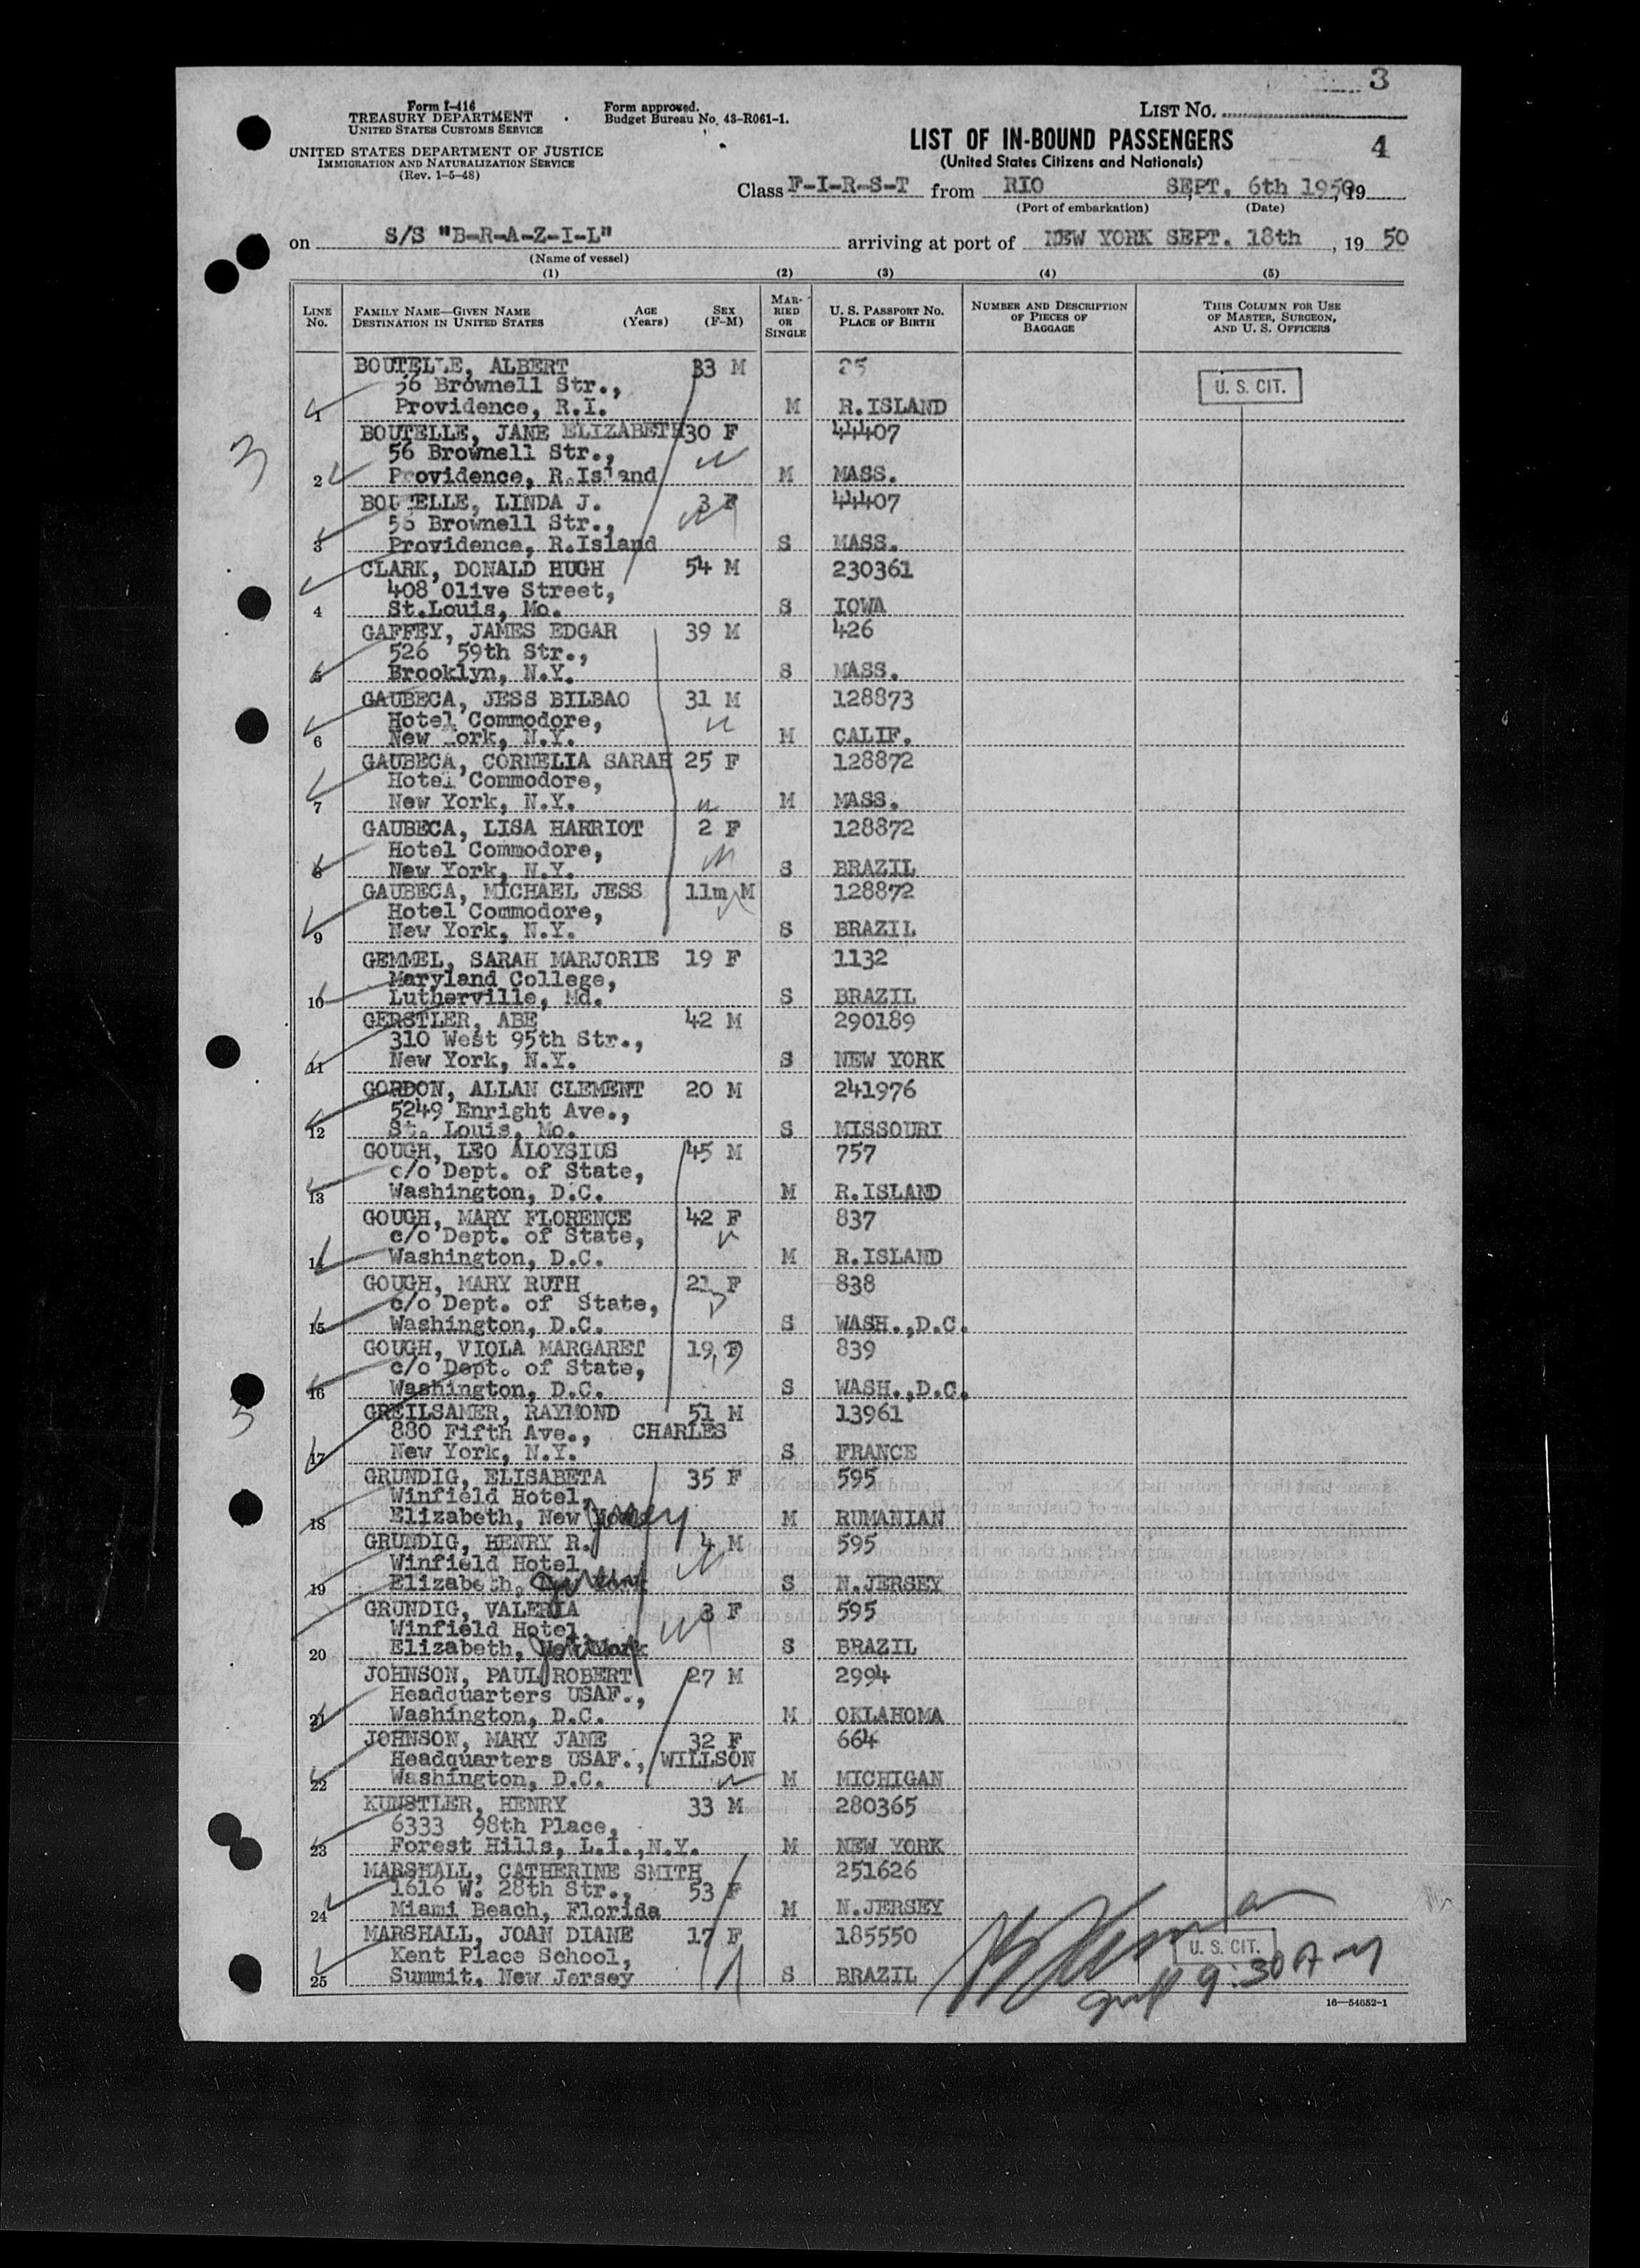 3
Form I-416
TREASURY DEPARTMENT
UNITED STATES CUSTOMS SERVICE
UNITED STATES DEPARTMENT OF JUSTICE
IMMIGRATION AND NATURALIZATION SERVICE
(Rev. 1-5-48)
Form approved.
Budget Bureau No. 43-R061-1.
LIST NO.
LIST OF IN-BOUND PASSENGERS
(United States Citizens and Nationals)
4
Class F-I-R-S-T from RIO SEPT. 6th 1950, 19
(Port of embarkation) (Date)
on S/S "B-R-A-Z-I-L" arriving at port of NEW YORK SEPT. 18th, 19 50
(Name of vessel)
(1) (2) (3) (4) (5)
LINE NO. FAMILY NAME—GIVEN NAME DESTINATION IN UNITED STATES AGE (Years) SEX (F-M) MARRIED OR SINGLE U. S. PASSPORT NO. PLACE OF BIRTH NUMBER AND DESCRIPTION OF PIECES OF BAGGAGE THIS COLUMN FOR USE OF MASTER, SURGEON, AND U. S. OFFICERS
BOUTELLE, ALBERT 33 M 25
56 Brownell Str., U. S. CIT.
1 Providence, R.I. M R.ISLAND
BOUTELLE, JANE ELIZABETH 30 F 44407
3 56 Brownell Str.,
2 Providence, R.Island M MASS.
BOUTELLE, LINDA J. 3 F 44407
56 Brownell Str.,
3 Providence, R.Island S MASS.
CLARK, DONALD HUGH 54 M 230361
408 Olive Street,
4 St.Louis, Mo. S IOWA
GAFFEY, JAMES EDGAR 39 M 426
526 59th Str.,
5 Brooklyn, N.Y. S MASS.
GAUBECA, JESS BILBAO 31 M 128873
Hotel Commodore,
6 New York, N.Y. M CALIF.
GAUBECA, CORNELIA SARAH 25 F 128872
Hotel Commodore,
7 New York, N.Y. M MASS.
GAUBECA, LISA HARRIOT 2 F 128872
Hotel Commodore,
8 New York, N.Y. S BRAZIL
GAUBECA, MICHAEL JESS 11m M 128872
Hotel Commodore,
9 New York, N.Y. S BRAZIL
GEMMEL, SARAH MARJORIE 19 F 1132
Maryland College,
10 Lutherville, Md. S BRAZIL
GERSTLER, ABE 42 M 290189
310 West 95th Str.,
11 New York, N.Y. S NEW YORK
GORDON, ALLAN CLEMENT 20 M 241976
5249 Enright Ave.,
12 St. Louis, Mo. S MISSOURI
GOUGH, LEO ALOYSIUS 45 M 757
c/o Dept. of State,
13 Washington, D.C. M R.ISLAND
GOUGH, MARY FLORENCE 42 F 837
c/o Dept. of State,
14 Washington, D.C. M R.ISLAND
GOUGH, MARY RUTH 21 F 838
c/o Dept. of State,
15 Washington, D.C. S WASH.,D.C.
GOUGH, VIOLA MARGARET 19 F 839
c/o Dept. of State,
16 Washington, D.C. S WASH.,D.C.
5 GREILSAMER, RAYMOND 51 M 13961
880 Fifth Ave., CHARLES
17 New York, N.Y. S FRANCE
GRUNDIG, ELISABETA 35 F 595
Winfield Hotel,
18 Elizabeth, New Jersey M RUMANIAN
GRUNDIG, HENRY R. 4 M 595
Winfield Hotel
19 Elizabeth, S N.JERSEY
GRUNDIG, VALERIA 3 F 595
Winfield Hotel,
20 Elizabeth, New York S BRAZIL
JOHNSON, PAUL ROBERT 27 M 2994
Headquarters USAF.,
21 Washington, D.C. M OKLAHOMA
JOHNSON, MARY JANE 32 F 664
Headquarters USAF., WILLSON
22 Washington, D.C. M MICHIGAN
KUNSTLER, HENRY 33 M 280365
6333 98th Place,
23 Forest Hills, L.I.,N.Y. M NEW YORK
MARSHALL, CATHERINE SMITH 251626
1616 W. 28th Str., 53 F
24 Miami Beach, Florida M N.JERSEY
MARSHALL, JOAN DIANE 17 F 185550
Kent Place School, U. S. CIT.
25 Summit, New Jersey S BRAZIL
9:30 A M
16—54652-1